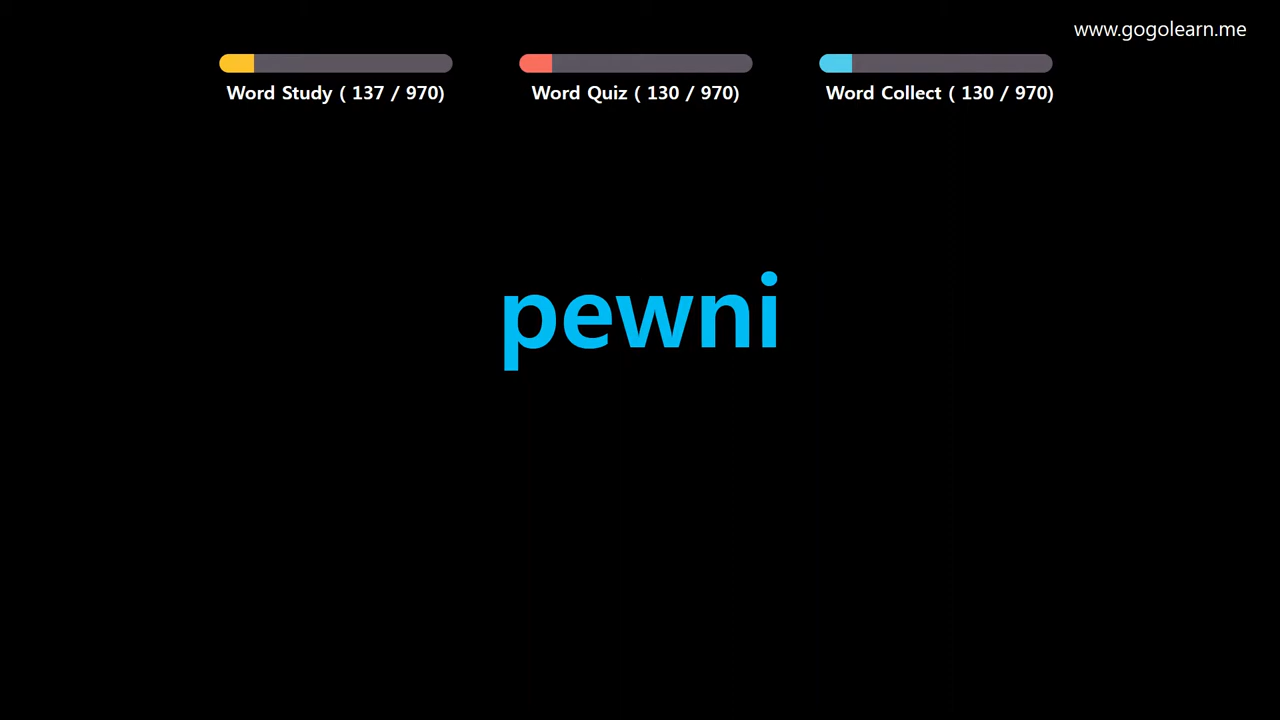 www.gogolearn.me
Word Study ( 137 / 970)
Word Quiz ( 130 / 970)
Word Collect ( 130 / 970)
pewni